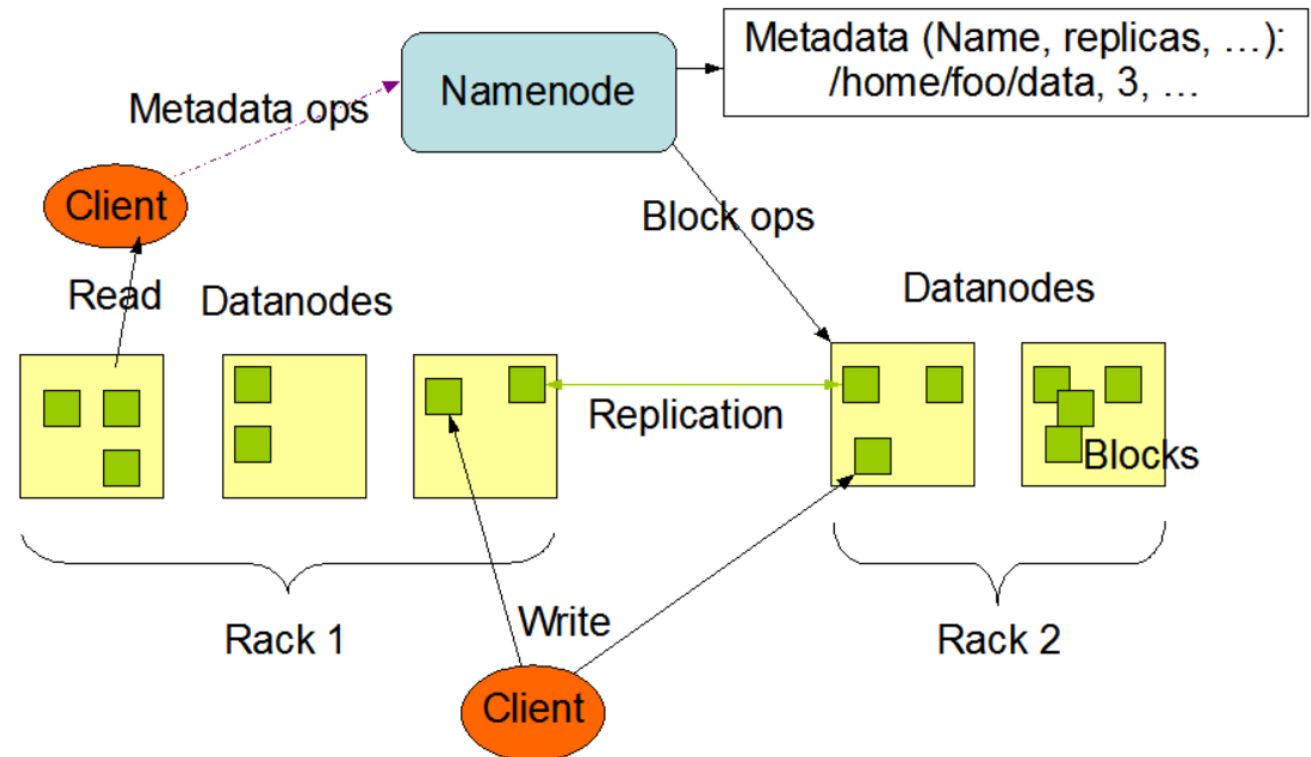 Metadata (Name, replicas, …):
/home/foo/data, 3, …
Namenode
Metadata ops
Client
Block ops
Read
Datanodes
Datanodes
Replication
Blocks
Rack 1
Write
Rack 2
Client